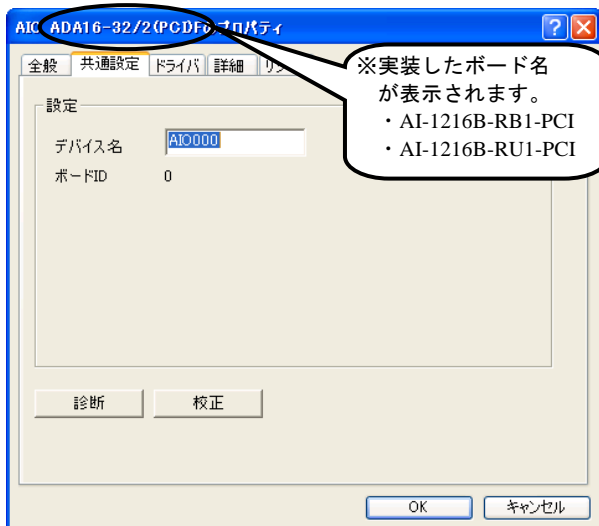 AIO ADA16-32/2(PCI)Fのプロパティ
全般 共通設定 ドライバ 詳細
※実装したボード名
が表示されます。
・AI-1216B-RB1-PCI
・AI-1216B-RU1-PCI
設定
デバイス名 AIO000
ボードID 0
診断 校正
OK キャンセル